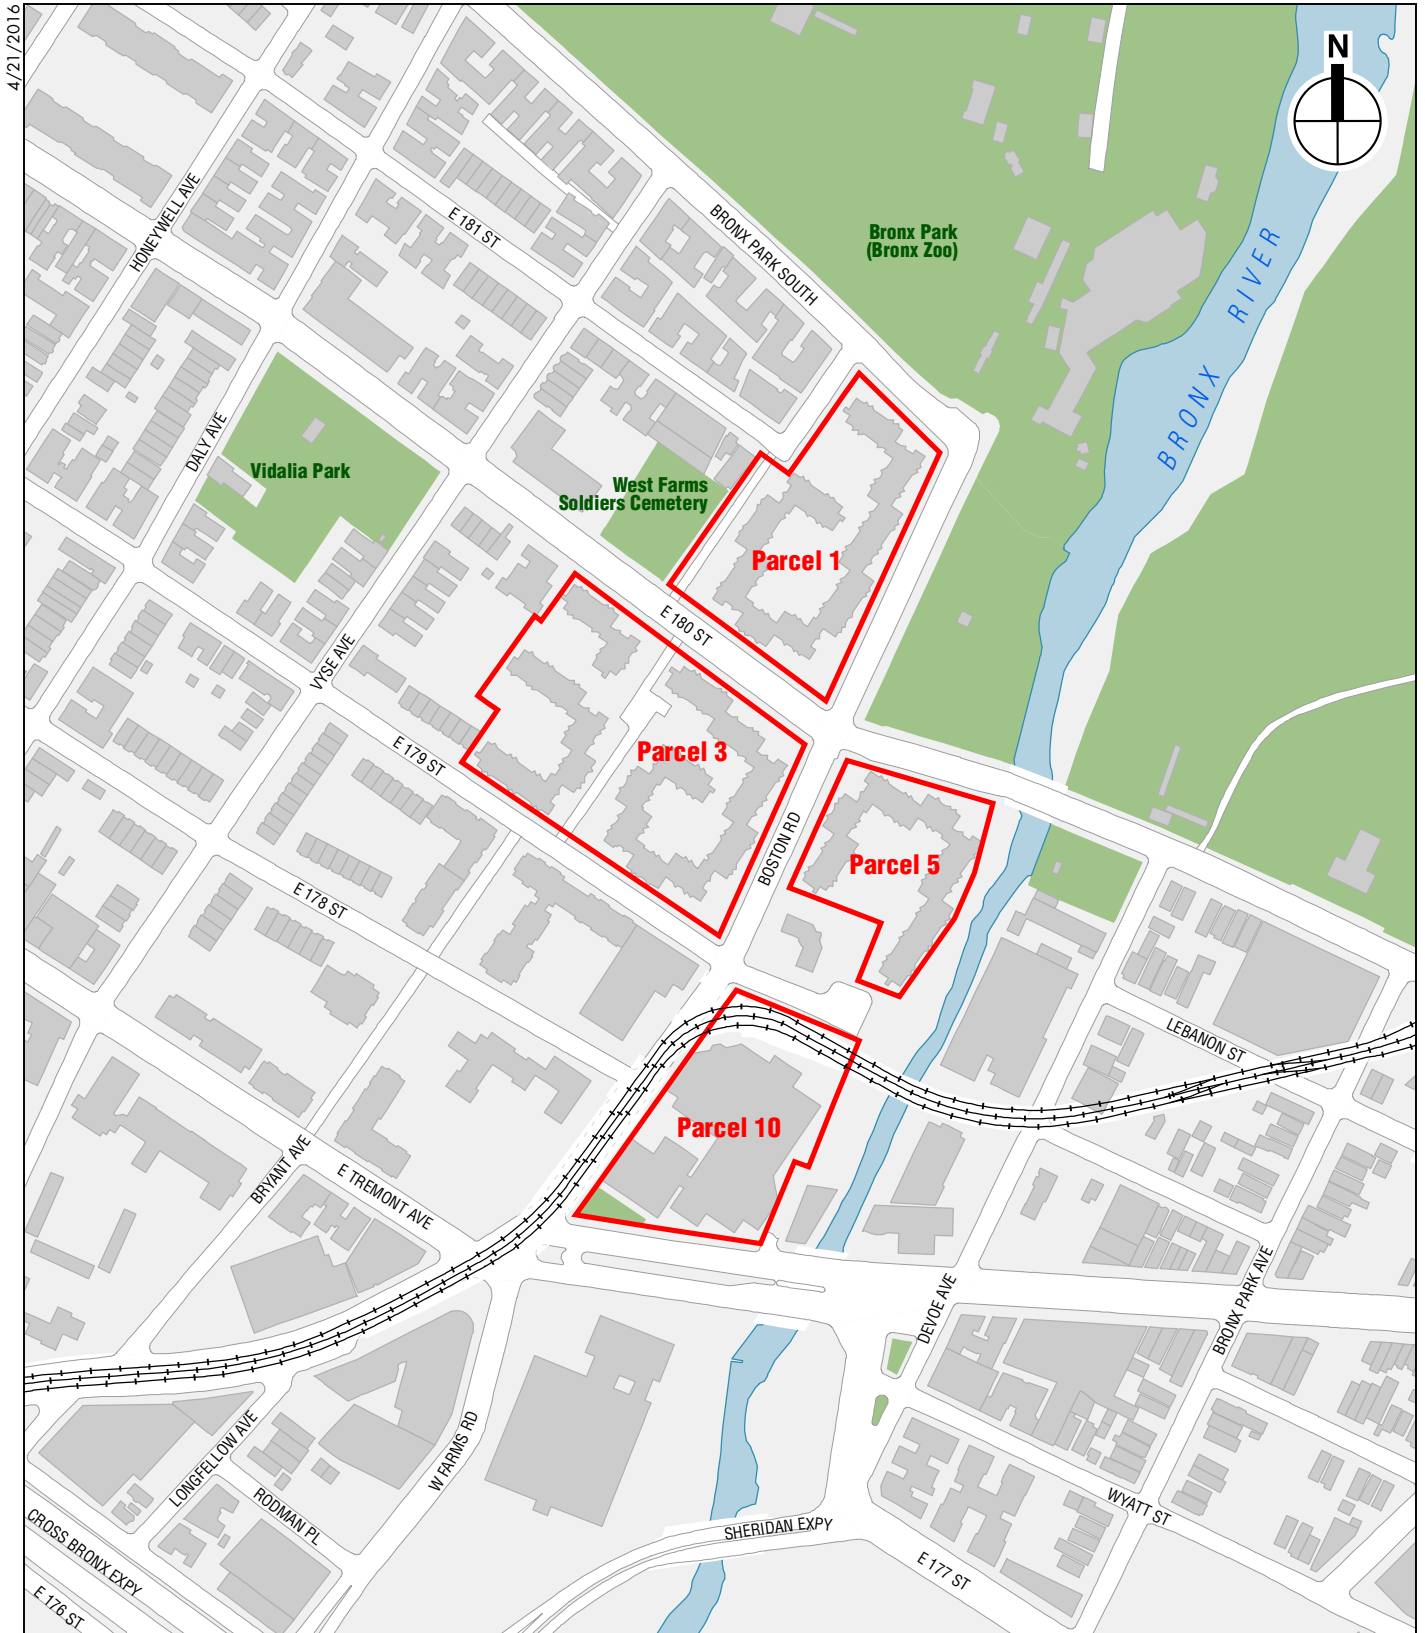 4/21/2016
N
HONEYWELL AVE
E 181 ST
BRONX PARK SOUTH
Bronx Park
(Bronx Zoo)
BRONX RIVER
DALY AVE
Vidalia Park
West Farms
Soldiers Cemetery
Parcel 1
E 180 ST
VYSE AVE
E 179 ST
Parcel 3
BOSTON RD
Parcel 5
E 178 ST
LEBANON ST
Parcel 10
BRYANT AVE
E TREMONT AVE
DEVOE AVE
BRONX PARK AVE
LONGFELLOW AVE
W FARMS RD
RODMAN PL
CROSS BRONX EXPY
E 176 ST
SHERIDAN EXPY
WYATT ST
E 177 ST